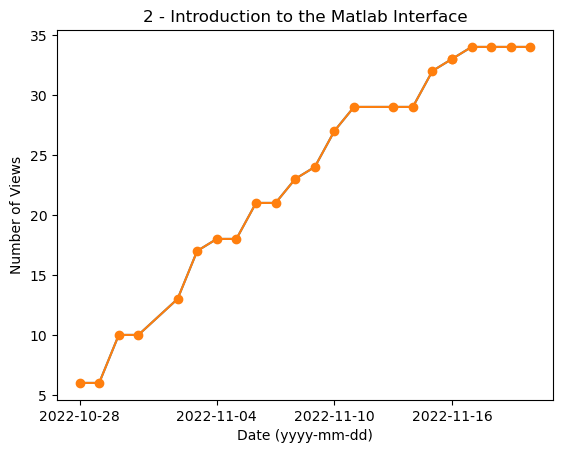 2 - Introduction to the Matlab Interface
35
30
25
20
15
10
5
Number of Views
2022-10-28 2022-11-04 2022-11-10 2022-11-16
Date (yyyy-mm-dd)